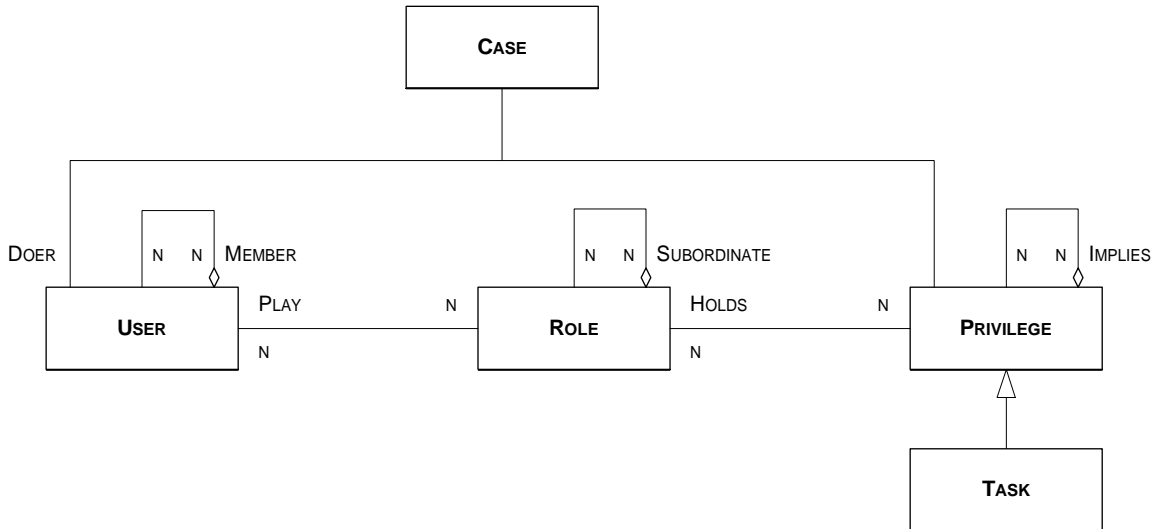 CASE
DOER N N MEMBER N N SUBORDINATE N N IMPLIES
PLAY N HOLDS N
USER ROLE PRIVILEGE
N N
TASK